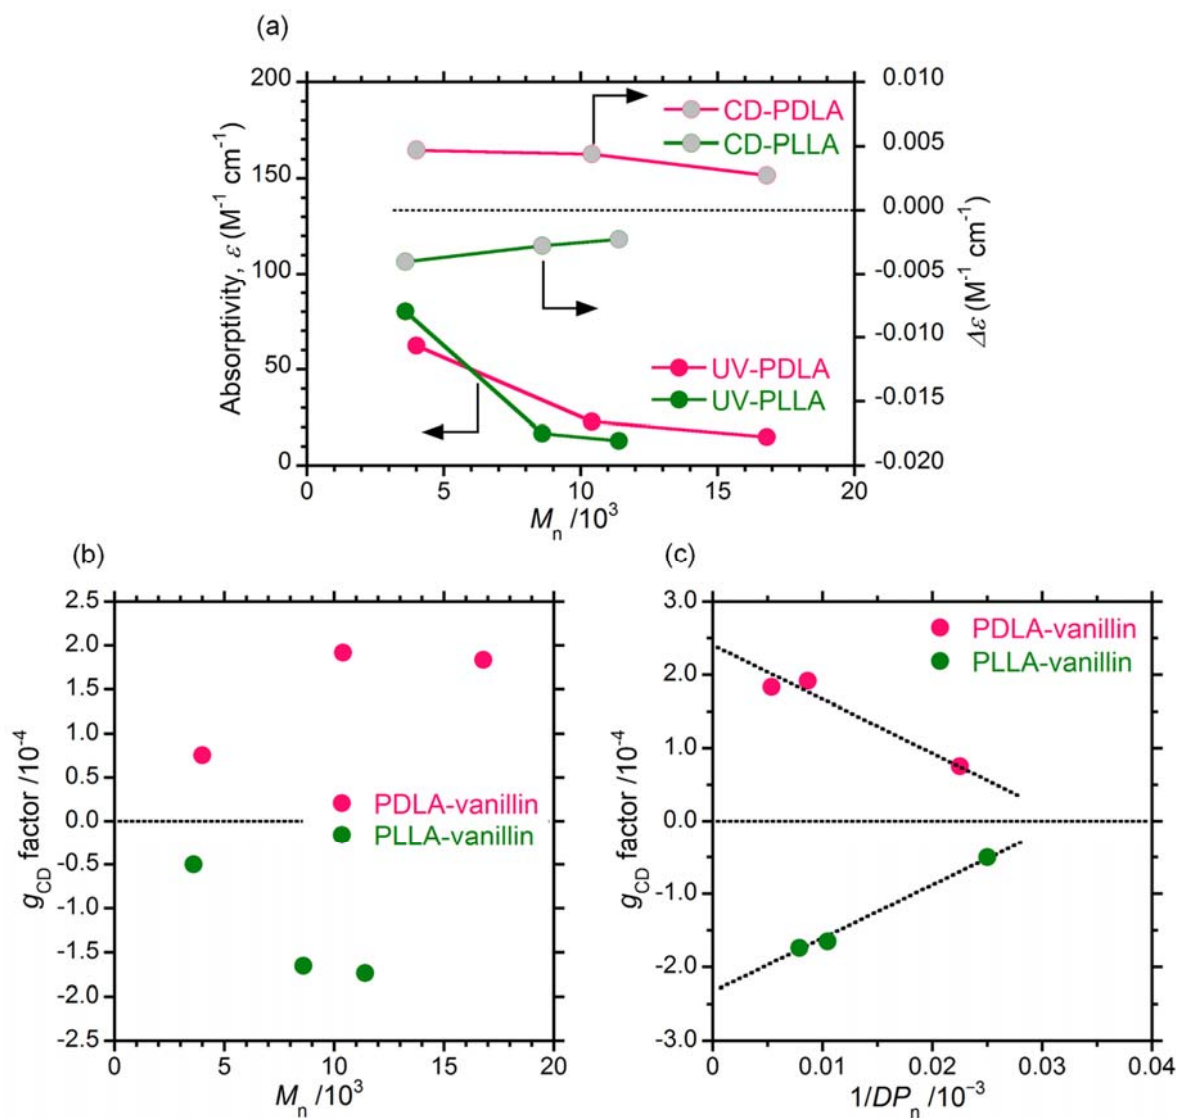 (a)
200
150
100
50
0
Absorptivity, ε (M⁻¹ cm⁻¹)
0.010
0.005
0.000
-0.005
-0.010
-0.015
-0.020
Δε (M⁻¹ cm⁻¹)
CD-PDLA
CD-PLLA
UV-PDLA
UV-PLLA
0 5 10 15 20
Mₙ /10³
(b)
2.5
2.0
1.5
1.0
0.5
0.0
-0.5
-1.0
-1.5
-2.0
-2.5
g_CD factor /10⁻⁴
PDLA-vanillin
PLLA-vanillin
0 5 10 15 20
Mₙ /10³
(c)
3.0
2.0
1.0
0.0
-1.0
-2.0
-3.0
g_CD factor /10⁻⁴
PDLA-vanillin
PLLA-vanillin
0 0.01 0.02 0.03 0.04
1/DPₙ /10⁻³